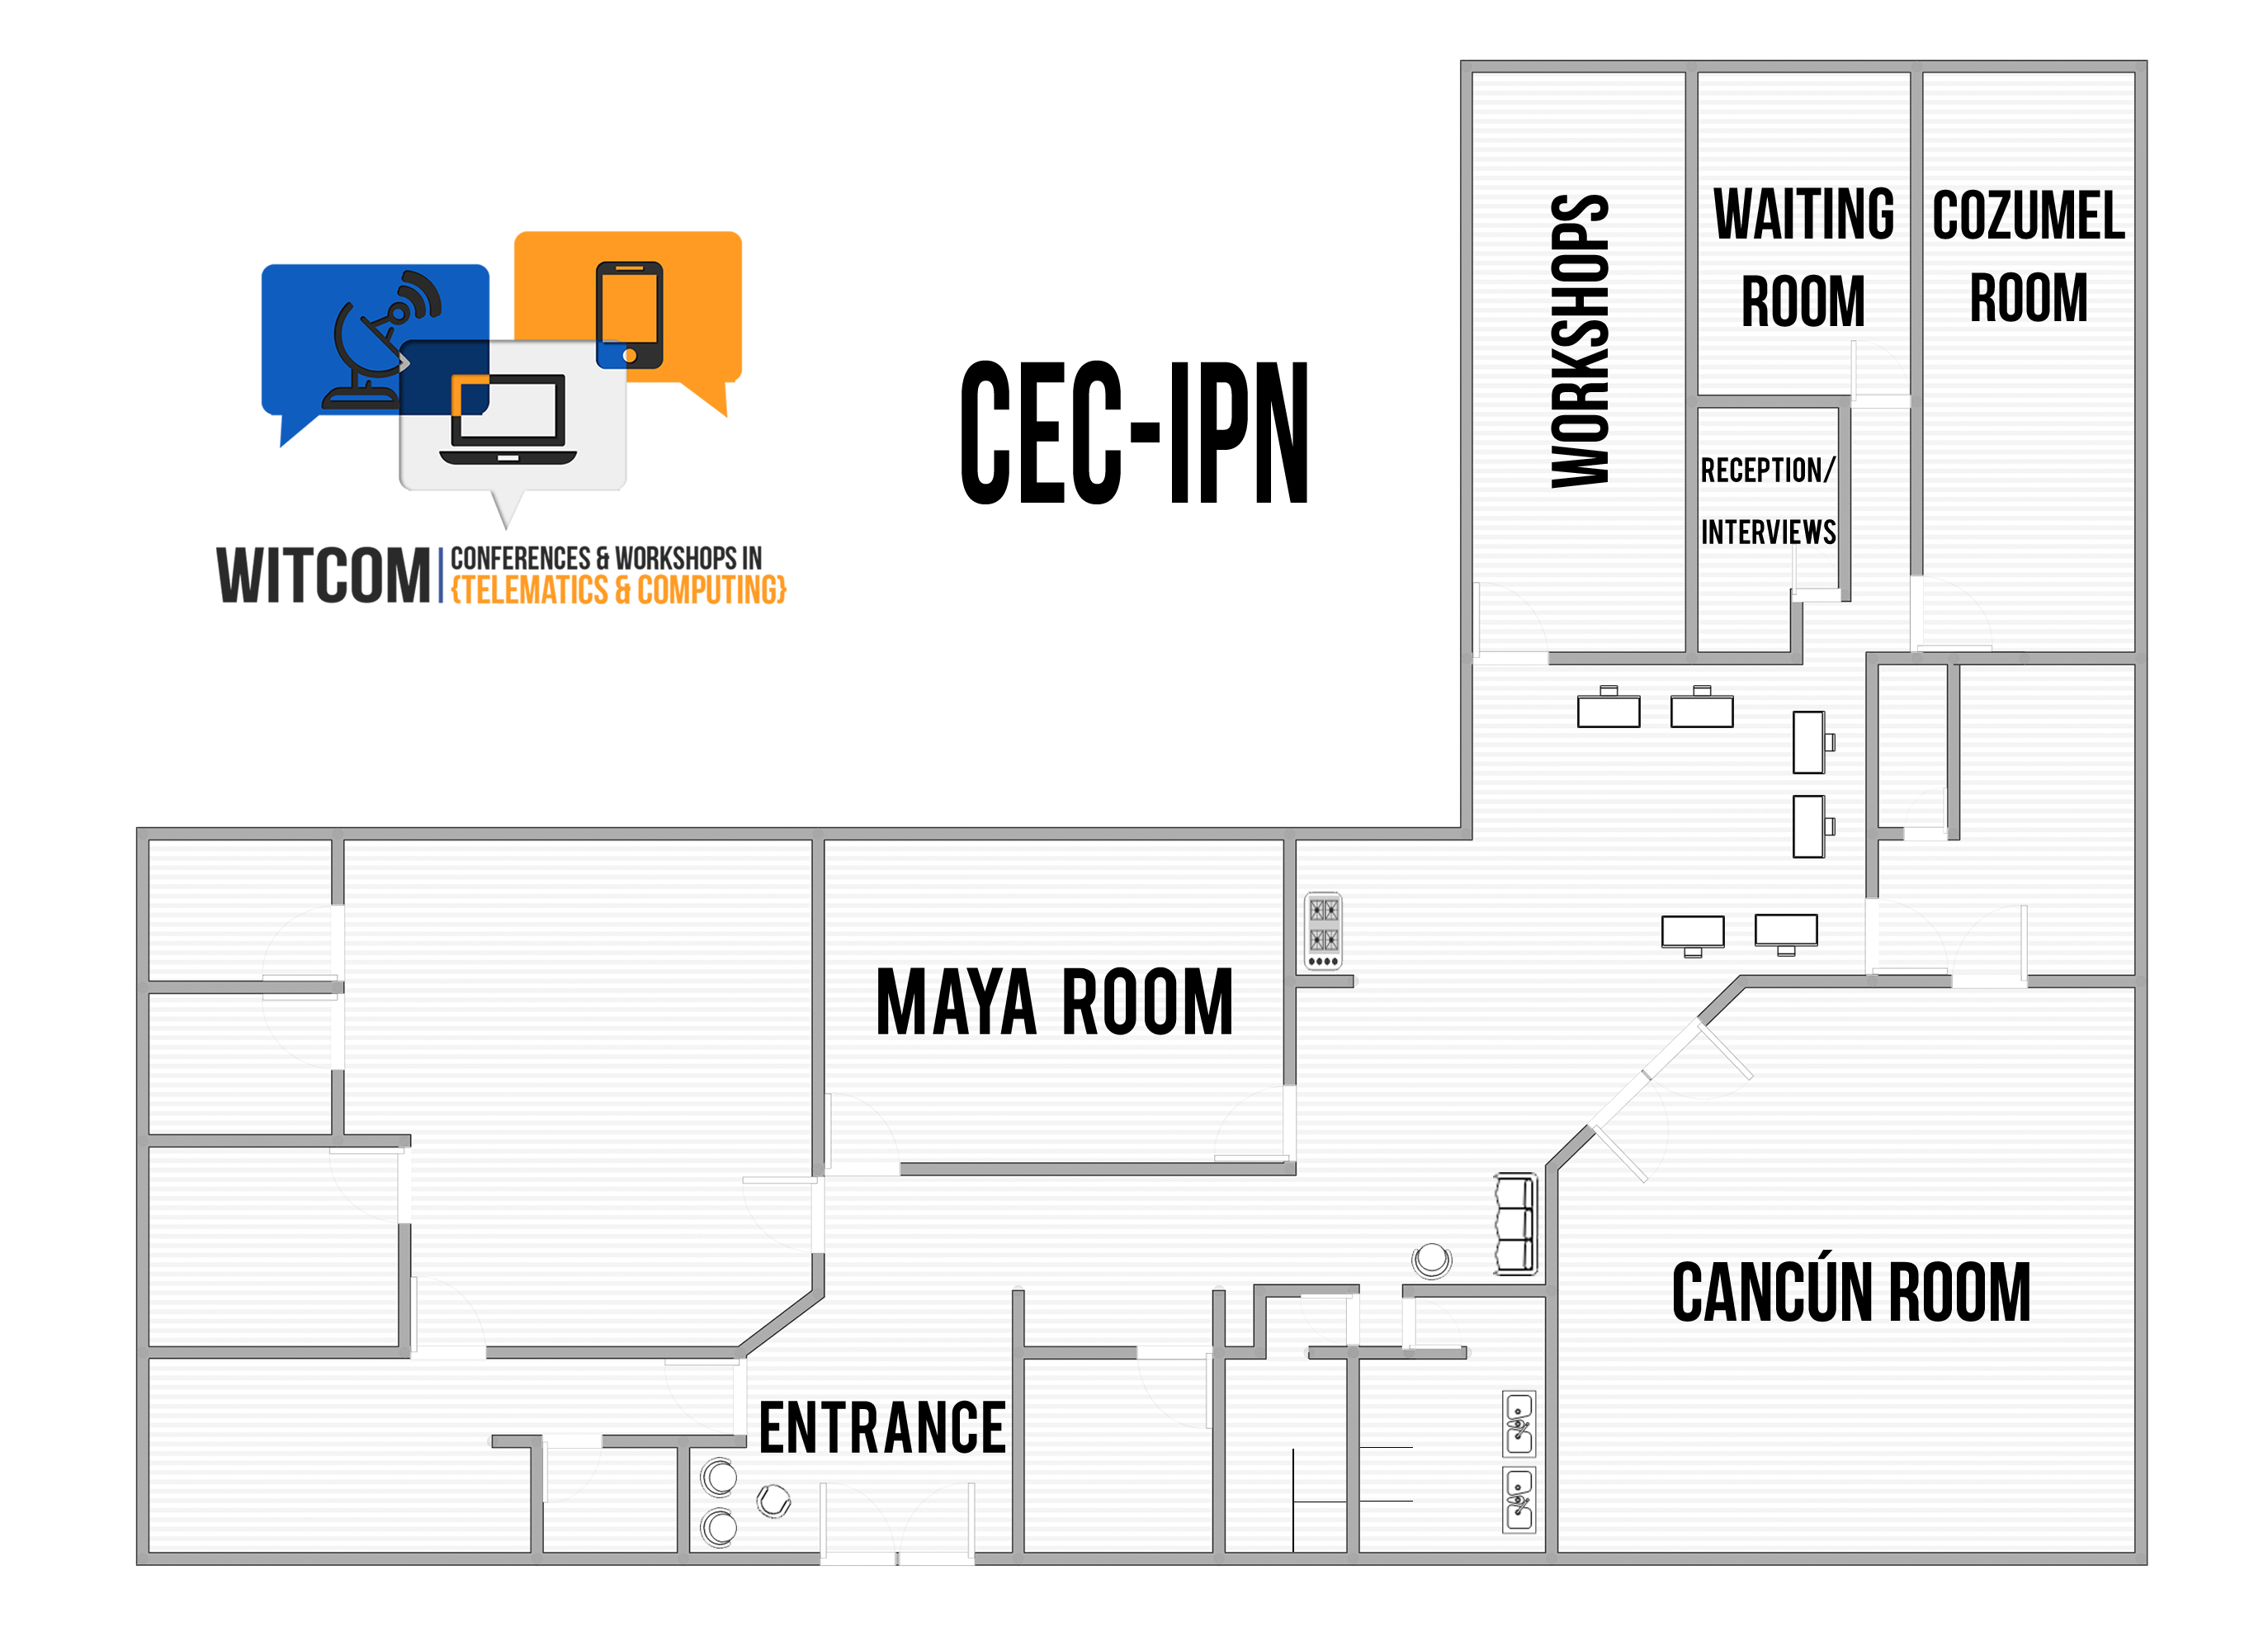 WORKSHOPS
WAITING
ROOM
COZUMEL
ROOM
RECEPTION/
INTERVIEWS
CEC-IPN
WITCOM
CONFERENCES & WORKSHOPS IN
{TELEMATICS & COMPUTING}
MAYA ROOM
CANCÚN ROOM
ENTRANCE